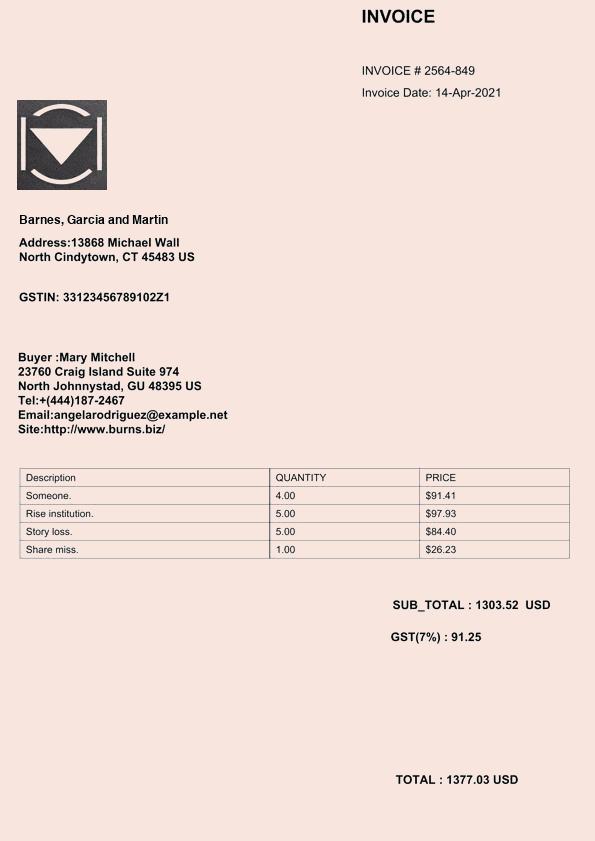 INVOICE
INVOICE # 2564-849
Invoice Date: 14-Apr-2021
Barnes, Garcia and Martin
Address:13868 Michael Wall
North Cindytown, CT 45483 US
GSTIN: 33123456789102Z1
Buyer :Mary Mitchell
23760 Craig Island Suite 974
North Johnnystad, GU 48395 US
Tel:+(444)187-2467
Email:angelarodriguez@example.net
Site:http://www.burns.biz/
Description QUANTITY PRICE
Someone. 4.00 $91.41
Rise institution. 5.00 $97.93
Story loss. 5.00 $84.40
Share miss. 1.00 $26.23
SUB_TOTAL : 1303.52 USD
GST(7%) : 91.25
TOTAL : 1377.03 USD